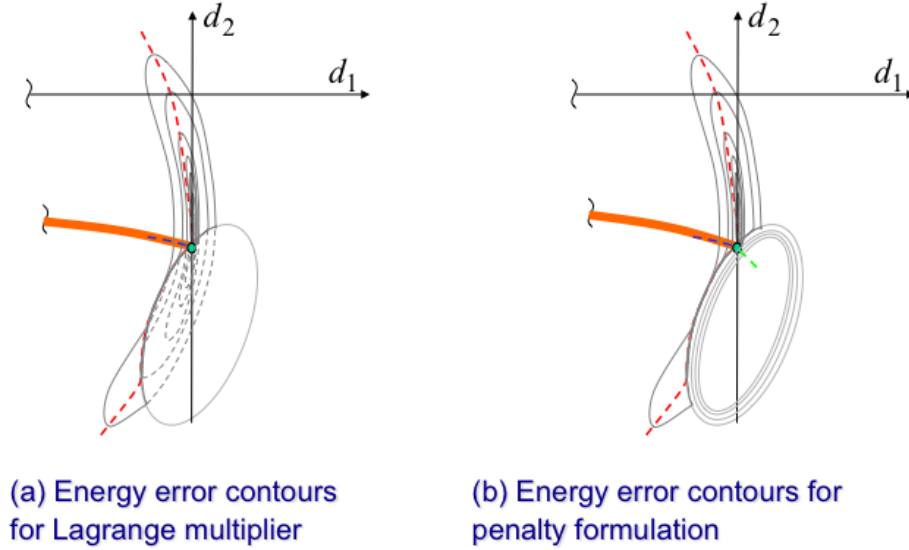 d₂
d₁
d₂
d₁
(a) Energy error contours
for Lagrange multiplier
(b) Energy error contours for
penalty formulation